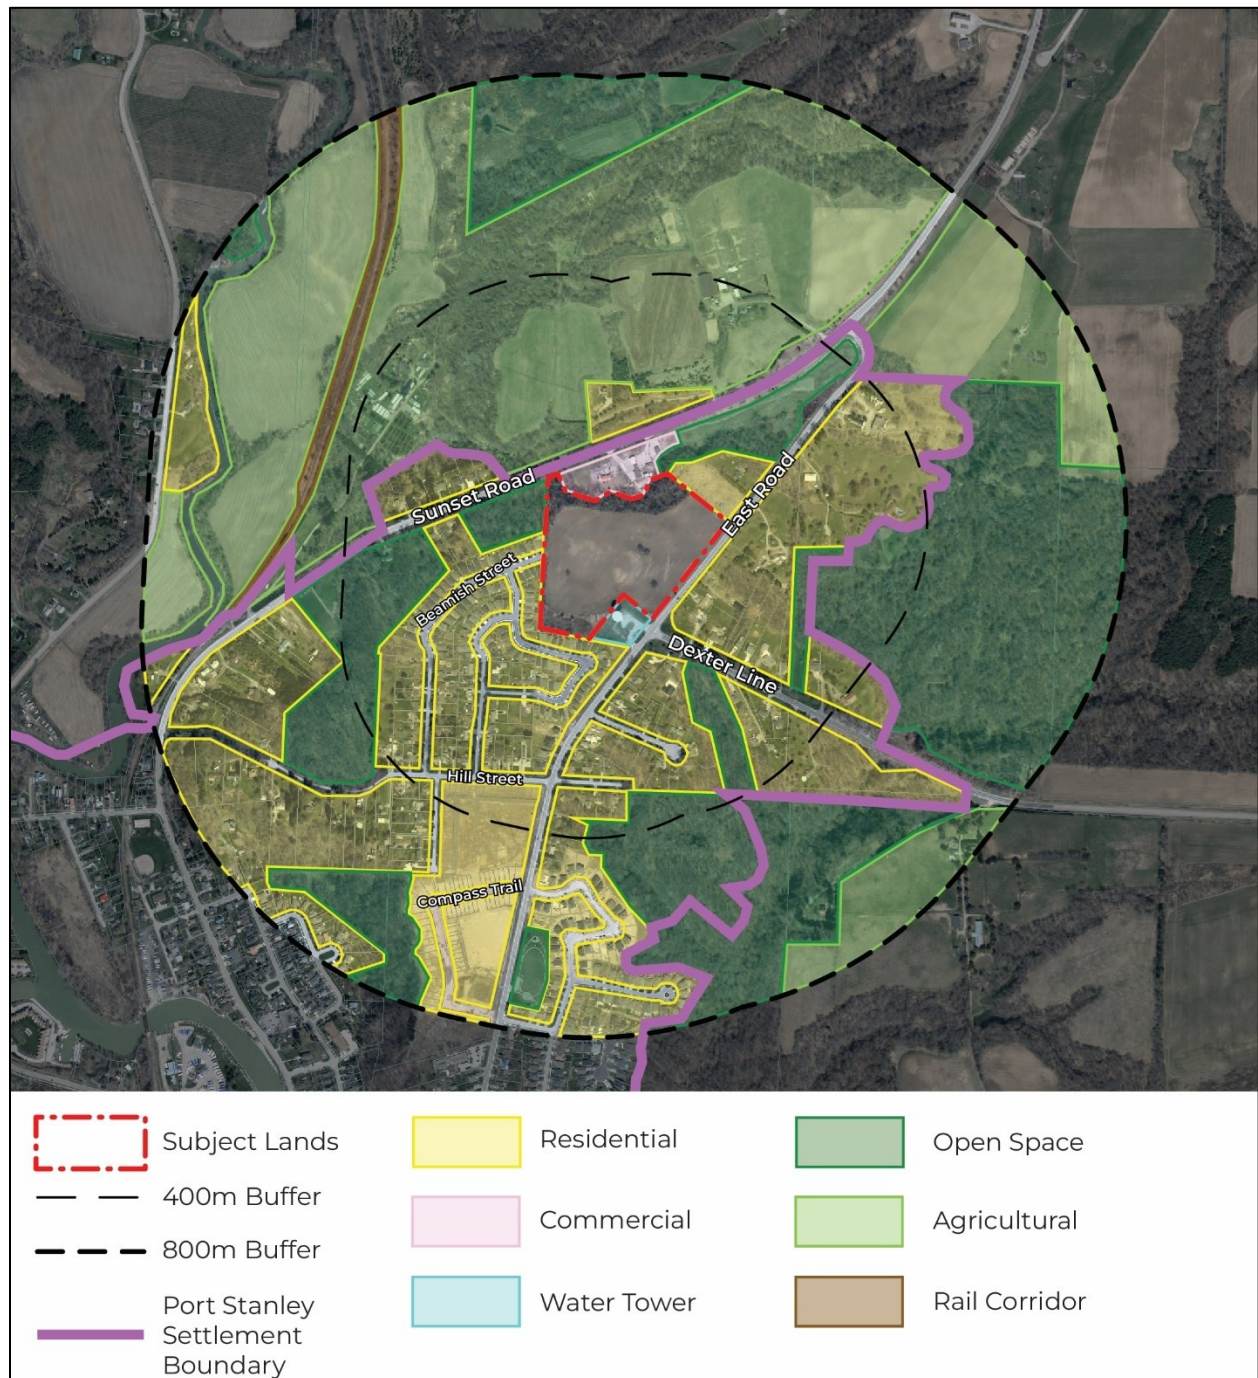 Sunset Road
East Road
Beamish Street
Dexter Line
Hill Street
Compass Trail
Subject Lands
400m Buffer
800m Buffer
Port Stanley
Settlement
Boundary
Residential
Commercial
Water Tower
Open Space
Agricultural
Rail Corridor